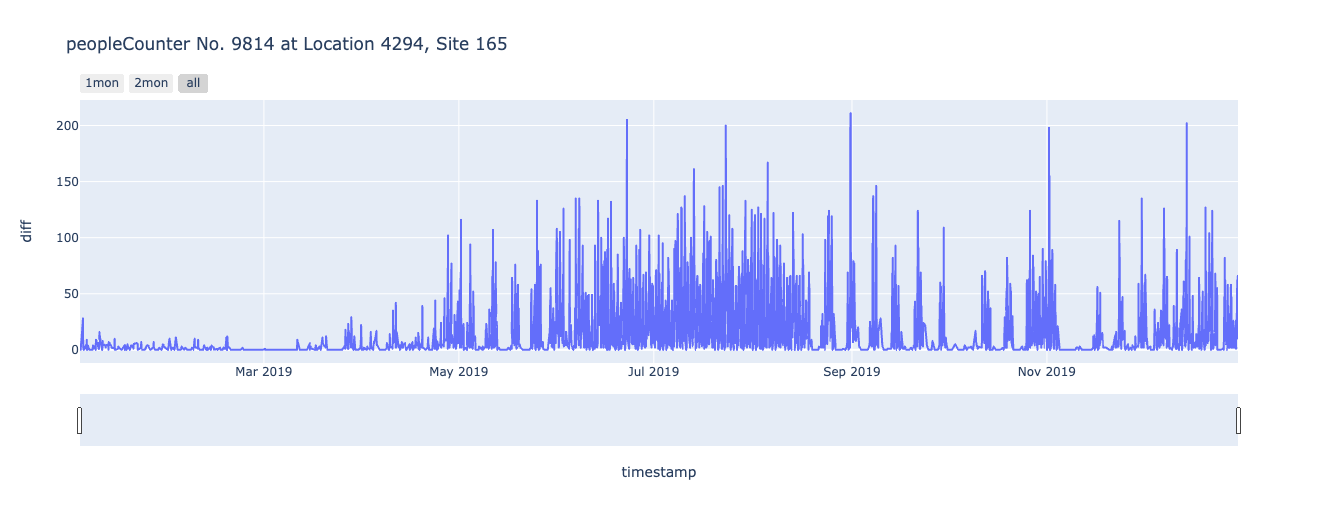 peopleCounter No. 9814 at Location 4294, Site 165
1mon 2mon all
200
150
100
50
0
diff
Mar 2019 May 2019 Jul 2019 Sep 2019 Nov 2019
timestamp